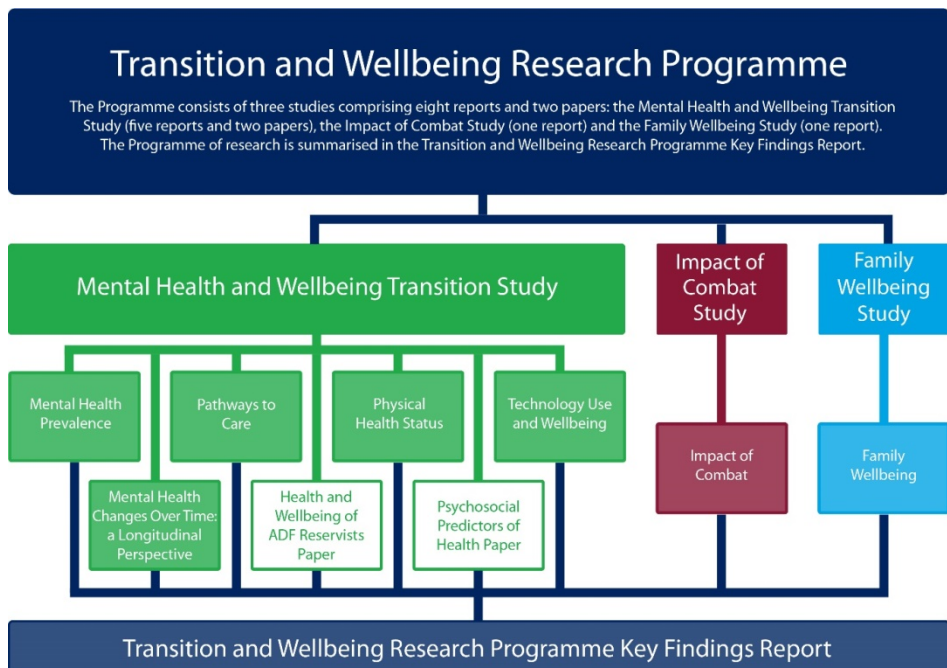 Transition and Wellbeing Research Programme
The Programme consists of three studies comprising eight reports and two papers: the Mental Health and Wellbeing Transition
Study (five reports and two papers), the Impact of Combat Study (one report) and the Family Wellbeing Study (one report).
The Programme of research is summarised in the Transition and Wellbeing Research Programme Key Findings Report.
Mental Health and Wellbeing Transition Study
Impact of
Combat
Study
Family
Wellbeing
Study
Mental Health
Prevalence
Pathways to
Care
Physical
Health Status
Technology Use
and Wellbeing
Mental Health
Changes Over Time:
a Longitudinal
Perspective
Health and
Wellbeing of
ADF Reservists
Paper
Psychosocial
Predictors of
Health Paper
Impact of
Combat
Family
Wellbeing
Transition and Wellbeing Research Programme Key Findings Report